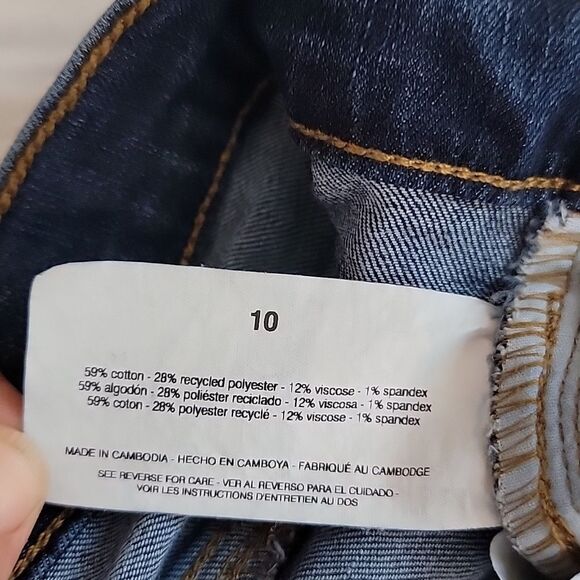 10
59% cotton - 28% recycled polyester - 12% viscose - 1% spandex
59% algodón - 28% poliéster reciclado - 12% viscosa - 1% spandex
59% coton - 28% polyester recyclé - 12% viscose - 1% spandex
MADE IN CAMBODIA - HECHO EN CAMBOYA - FABRIQUÉ AU CAMBODGE
SEE REVERSE FOR CARE - VER AL REVERSO PARA EL CUIDADO -
VOIR LES INSTRUCTIONS D'ENTRETIEN AU DOS